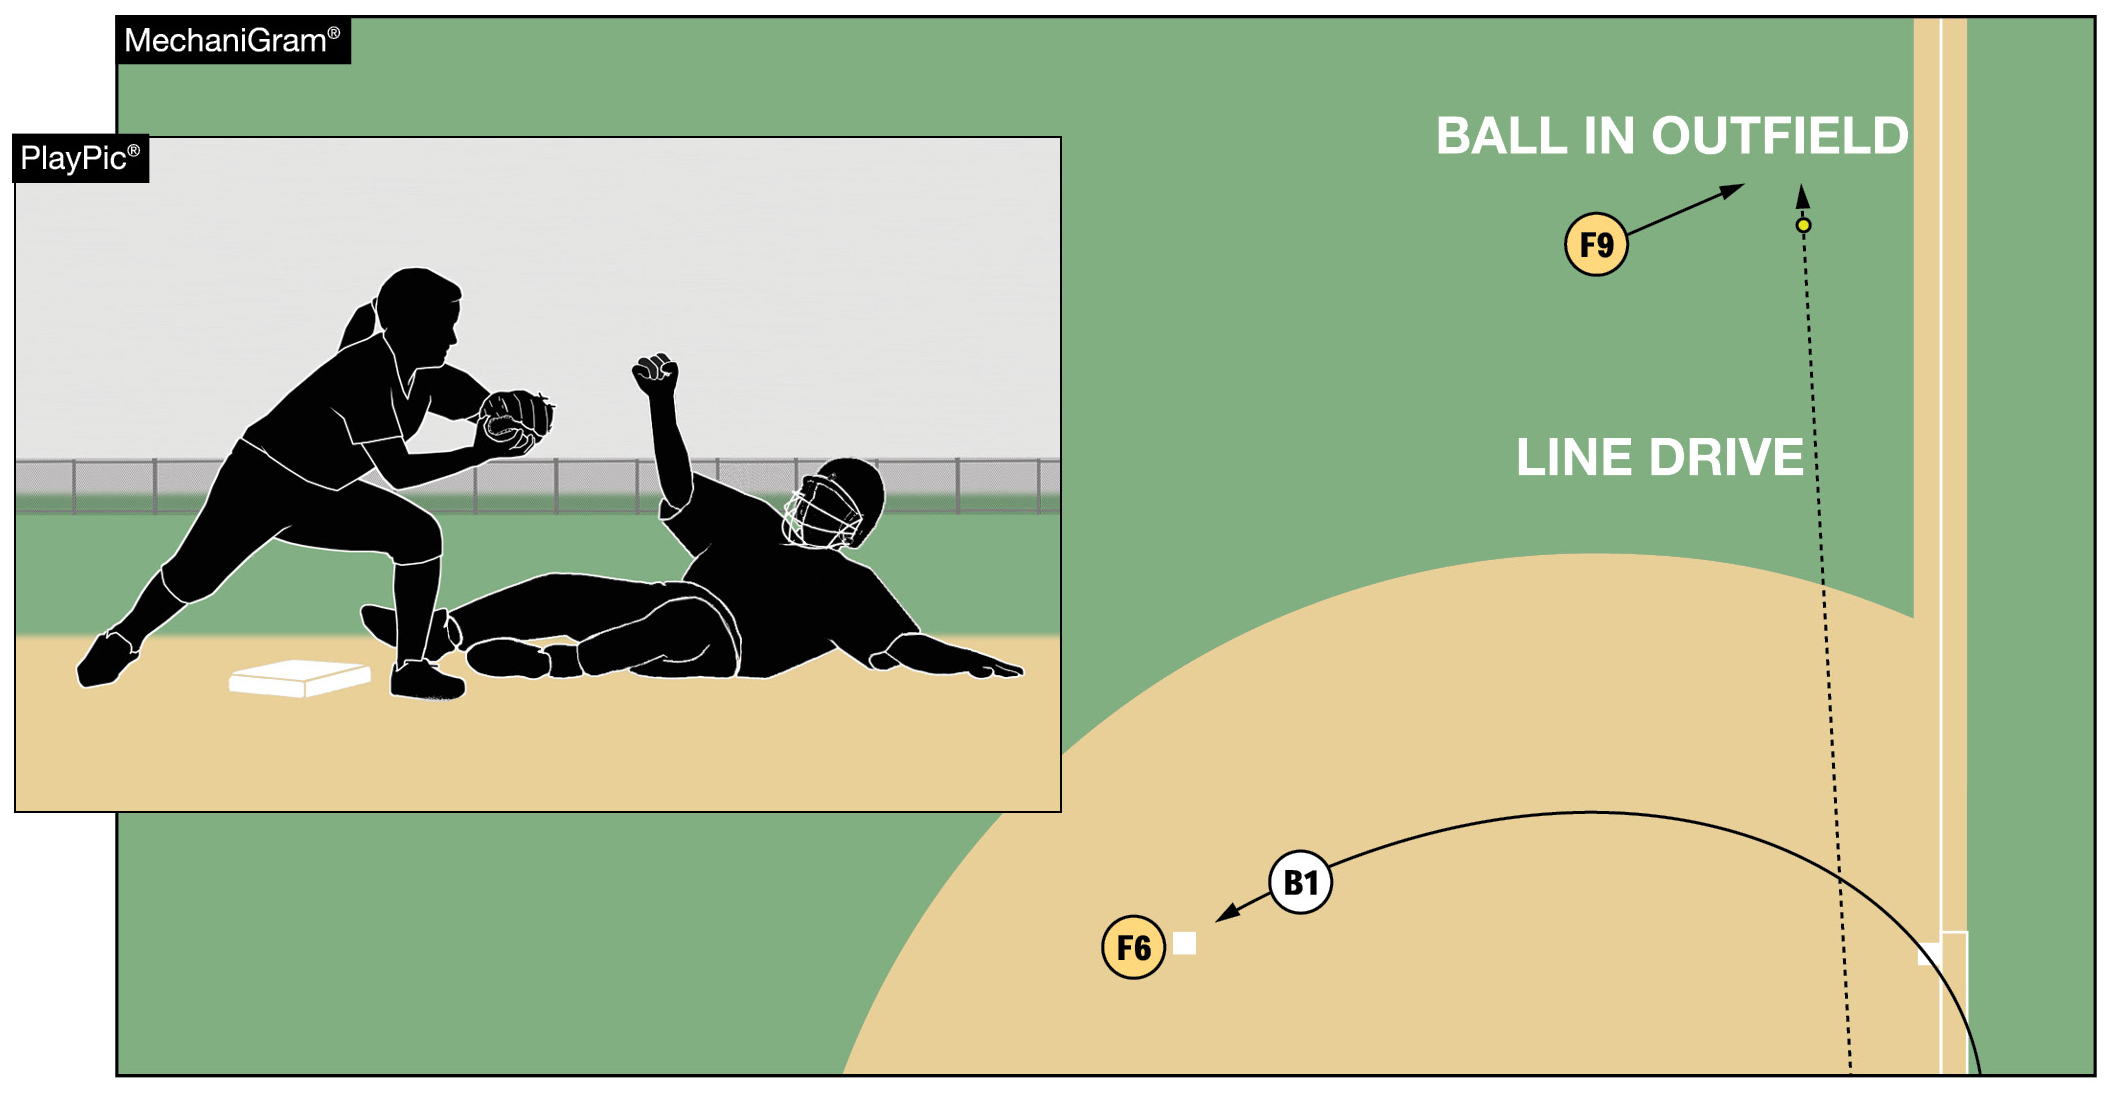 MechaniGram®
PlayPic®
BALL IN OUTFIELD
F9
LINE DRIVE
B1
F6